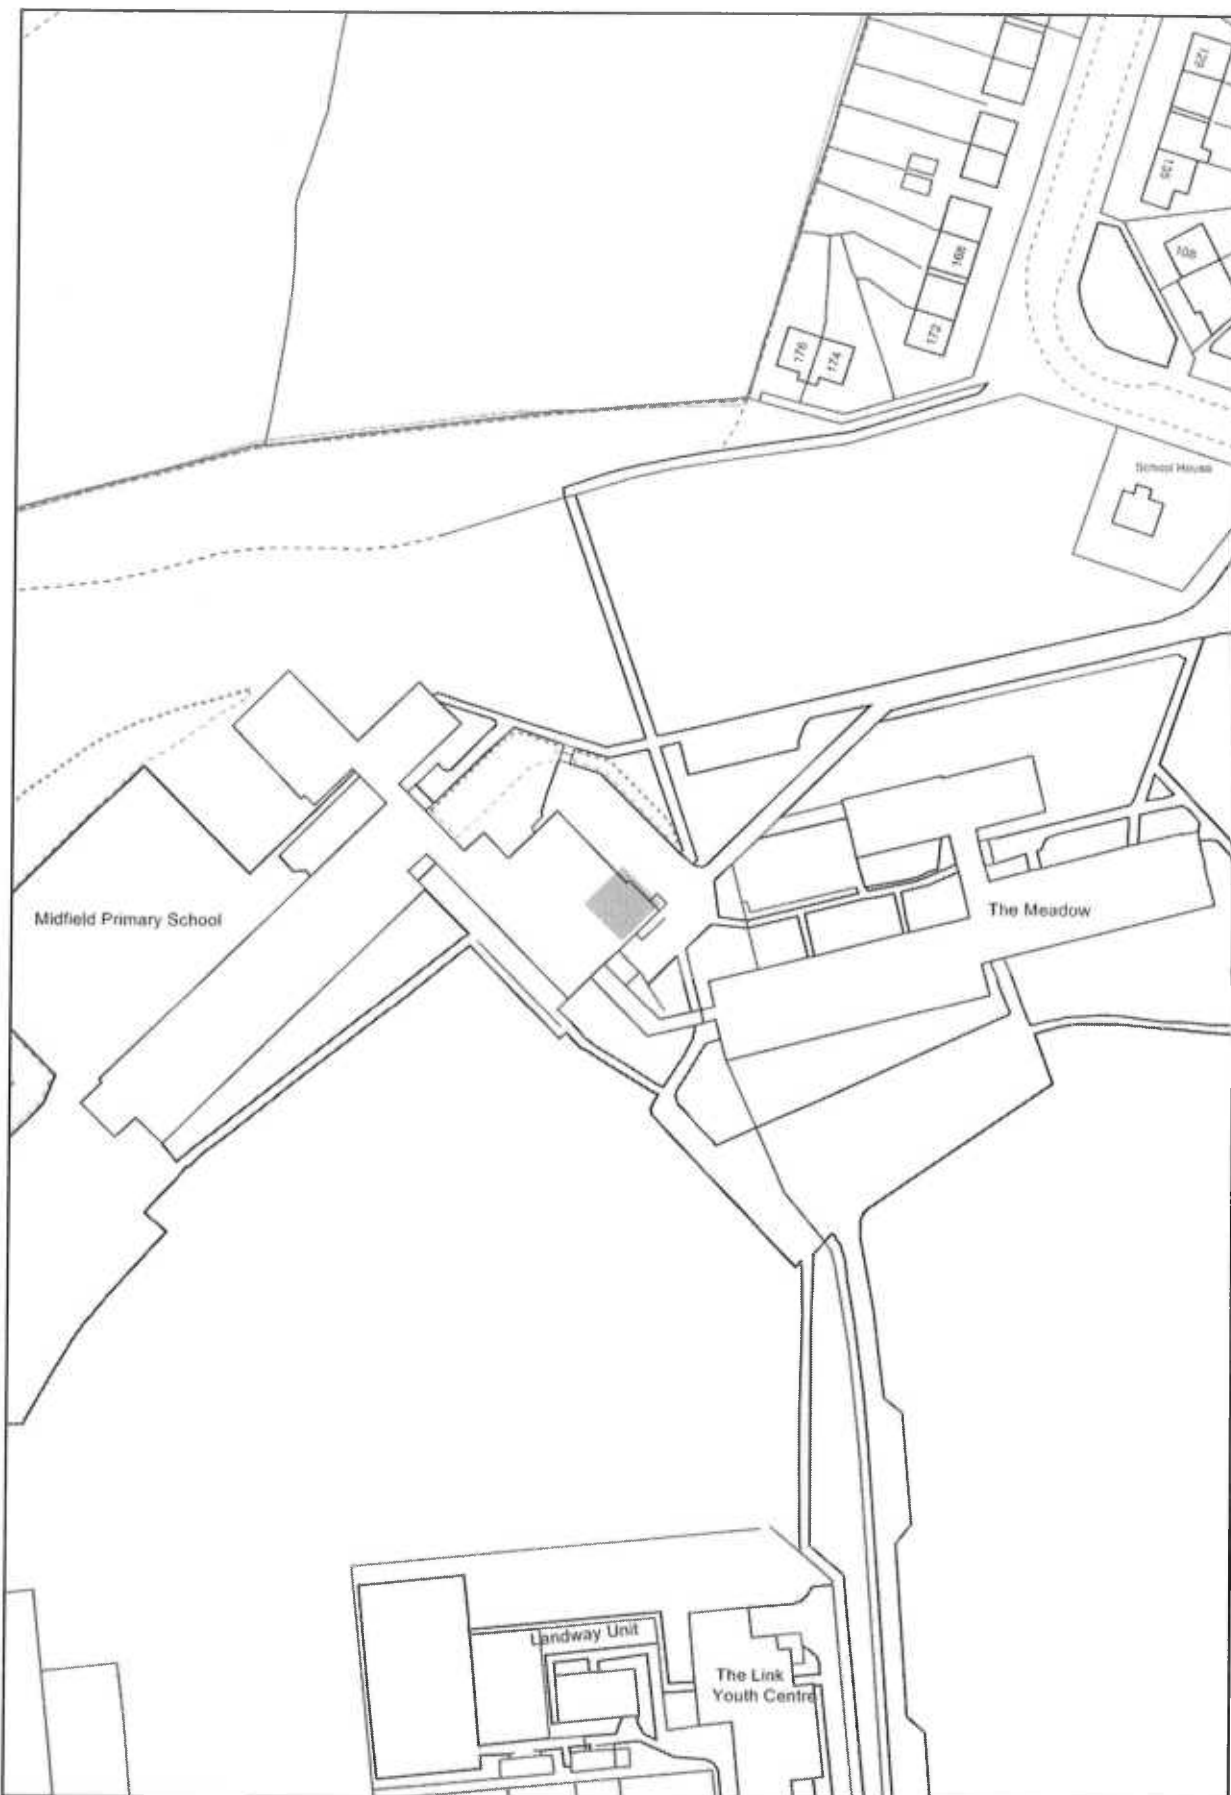 129
135
108
168
172
176
174
School House
Midfield Primary School
The Meadow
Landway Unit
The Link
Youth Centre